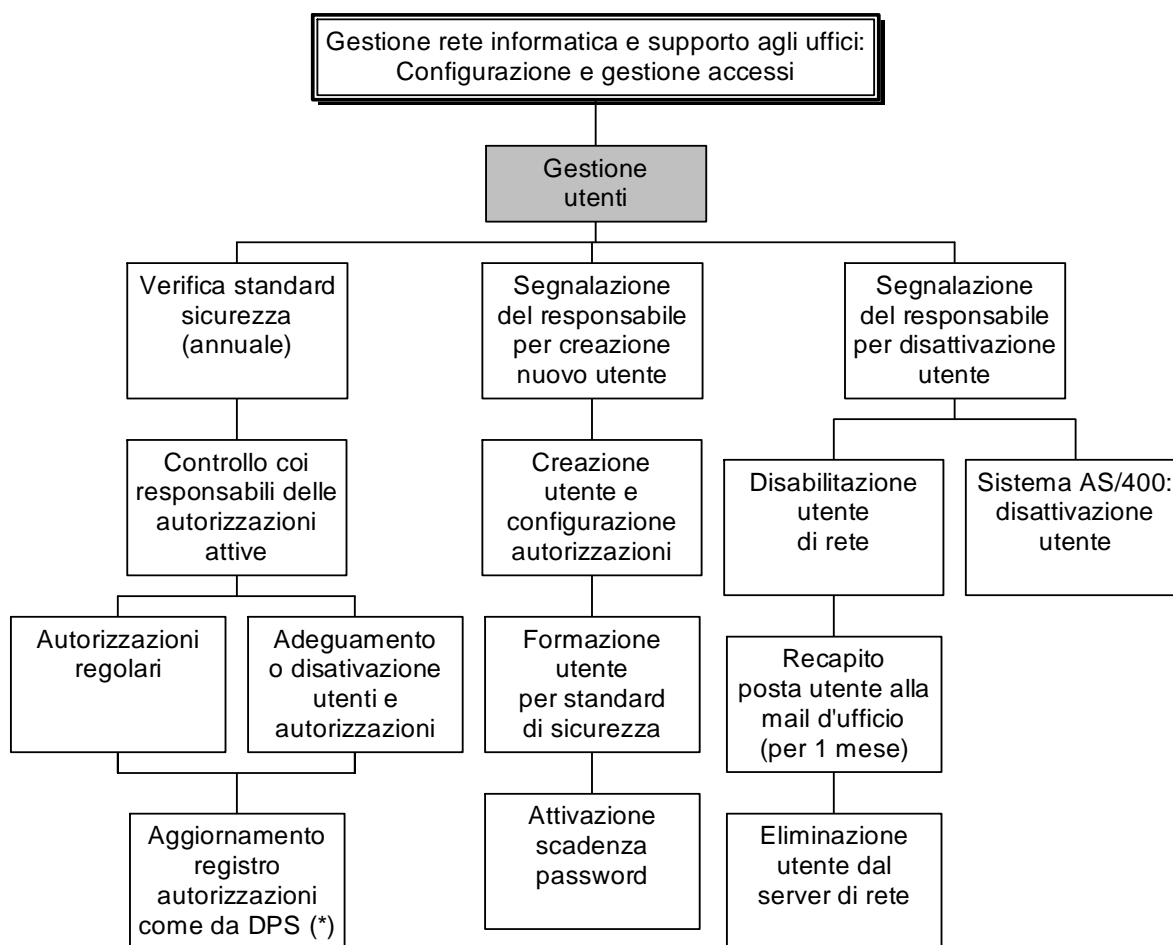 Gestione rete informatica e supporto agli uffici:
Configurazione e gestione accessi
Gestione
utenti
Verifica standard
sicurezza
(annuale)
Segnalazione
del responsabile
per creazione
nuovo utente
Segnalazione
del responsabile
per disattivazione
utente
Controllo coi
responsabili delle
autorizzazioni
attive
Creazione
utente e
configurazione
autorizzazioni
Disabilitazione
utente
di rete
Sistema AS/400:
disattivazione
utente
Autorizzazioni
regolari
Adeguamento
o disativazione
utenti e
autorizzazioni
Formazione
utente
per standard
di sicurezza
Recapito
posta utente alla
mail d'ufficio
(per 1 mese)
Aggiornamento
registro
autorizzazioni
come da DPS (*)
Attivazione
scadenza
password
Eliminazione
utente dal
server di rete